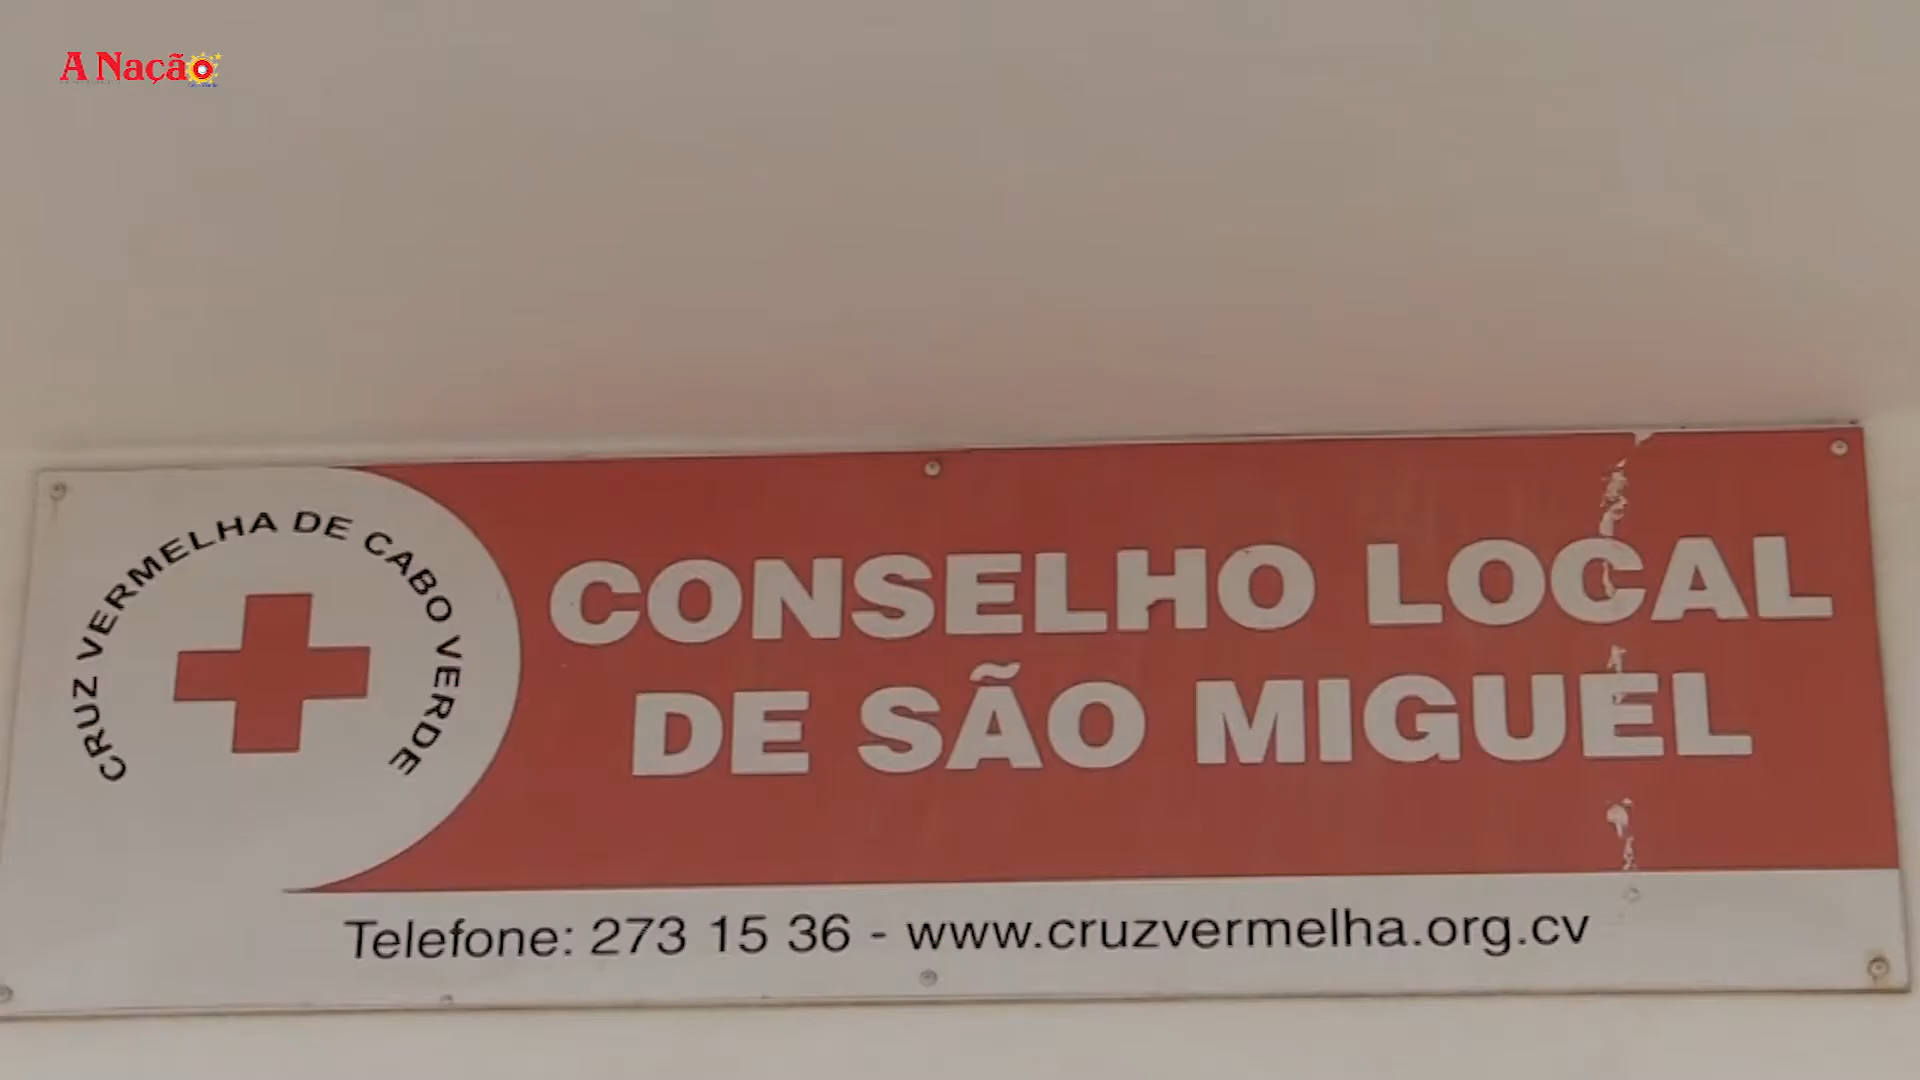 A Nação
CRUZ VERMELHA DE CABO VERDE
CONSELHO LOCAL
DE SÃO MIGUEL
Telefone: 273 15 36 - www.cruzvermelha.org.cv